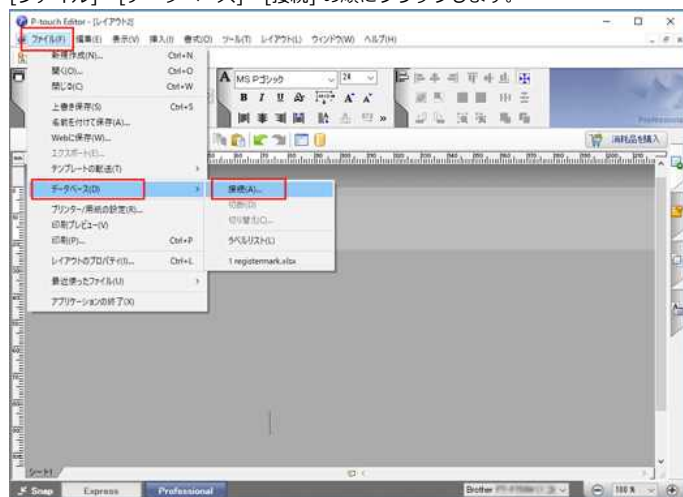 [ファイル] - [データベース] - [接続] の順にクリックします。
P-touch Editor - [レイアウト2]
ファイル(F) 編集(E) 表示(V) 挿入(I) 書式(O) ツール(T) レイアウト(L) ウィンドウ(W) ヘルプ(H)
新規作成(N)... Ctrl+N
開く(O)... Ctrl+O
閉じる(C) Ctrl+W
上書き保存(S) Ctrl+S
名前を付けて保存(A)...
Webに保存(W)...
エクスポート(E)...
テンプレートの転送(T)
データベース(D)
プリンター/用紙の設定(R)...
印刷プレビュー(V)
印刷(P)... Ctrl+P
レイアウトのプロパティ(I)... Ctrl+L
最近使ったファイル(U)
アプリケーションの終了(X)
接続(A)...
切断(D)
切り替え(C)...
ラベルリスト(L)
1 registermark.xlsx
A MS Pゴシック 24
B I U
Professional
消耗品を購入
シート1
Snap Express Professional
Brother
100 %